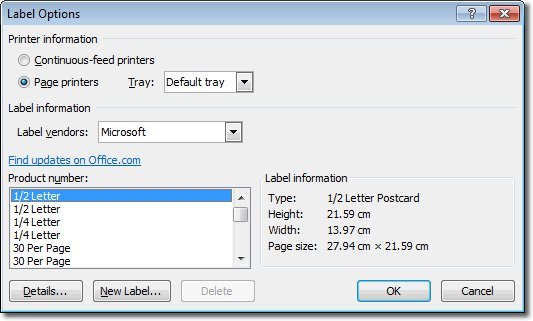 Label Options
Printer information
Continuous-feed printers
Page printers Tray: Default tray
Label information
Label vendors: Microsoft
Find updates on Office.com
Product number:
1/2 Letter
1/2 Letter
1/4 Letter
1/4 Letter
30 Per Page
30 Per Page
Label information
Type: 1/2 Letter Postcard
Height: 21.59 cm
Width: 13.97 cm
Page size: 27.94 cm × 21.59 cm
Details... New Label... Delete OK Cancel